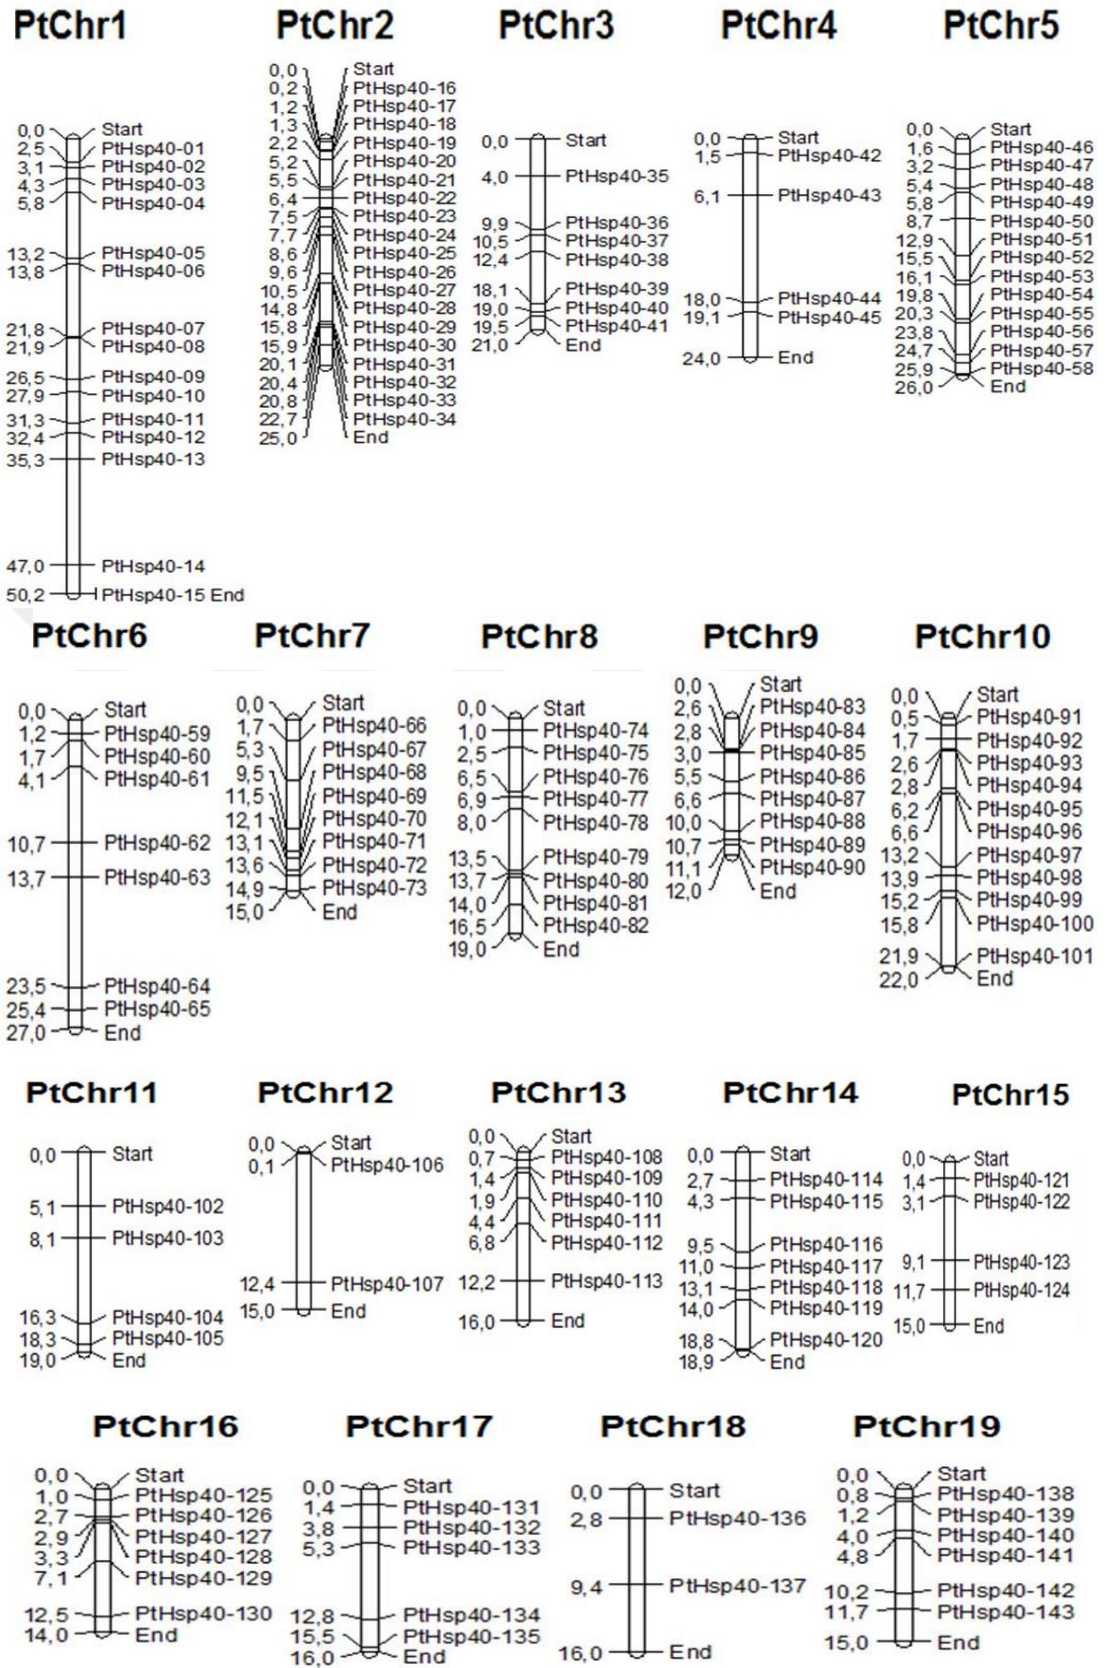 PtChr1
0,0 Start
2,5 PtHsp40-01
3,1 PtHsp40-02
4,3 PtHsp40-03
5,8 PtHsp40-04
13,2 PtHsp40-05
13,8 PtHsp40-06
21,8 PtHsp40-07
21,9 PtHsp40-08
26,5 PtHsp40-09
27,9 PtHsp40-10
31,3 PtHsp40-11
32,4 PtHsp40-12
35,3 PtHsp40-13
47,0 PtHsp40-14
50,2 PtHsp40-15 End
PtChr2
0,0 Start
0,2 PtHsp40-16
1,2 PtHsp40-17
1,3 PtHsp40-18
2,2 PtHsp40-19
5,2 PtHsp40-20
5,5 PtHsp40-21
6,4 PtHsp40-22
7,5 PtHsp40-23
7,7 PtHsp40-24
8,6 PtHsp40-25
9,6 PtHsp40-26
10,5 PtHsp40-27
14,8 PtHsp40-28
15,8 PtHsp40-29
15,9 PtHsp40-30
20,1 PtHsp40-31
20,4 PtHsp40-32
20,8 PtHsp40-33
22,7 PtHsp40-34
25,0 End
PtChr3
0,0 Start
4,0 PtHsp40-35
9,9 PtHsp40-36
10,5 PtHsp40-37
12,4 PtHsp40-38
18,1 PtHsp40-39
19,0 PtHsp40-40
19,5 PtHsp40-41
21,0 End
PtChr4
0,0 Start
1,5 PtHsp40-42
6,1 PtHsp40-43
18,0 PtHsp40-44
19,1 PtHsp40-45
24,0 End
PtChr5
0,0 Start
1,6 PtHsp40-46
3,2 PtHsp40-47
5,4 PtHsp40-48
5,8 PtHsp40-49
8,7 PtHsp40-50
12,9 PtHsp40-51
15,5 PtHsp40-52
16,1 PtHsp40-53
19,8 PtHsp40-54
20,3 PtHsp40-55
23,8 PtHsp40-56
24,7 PtHsp40-57
25,9 PtHsp40-58
26,0 End
PtChr6
0,0 Start
1,2 PtHsp40-59
1,7 PtHsp40-60
4,1 PtHsp40-61
10,7 PtHsp40-62
13,7 PtHsp40-63
23,5 PtHsp40-64
25,4 PtHsp40-65
27,0 End
PtChr7
0,0 Start
1,7 PtHsp40-66
5,3 PtHsp40-67
9,5 PtHsp40-68
11,5 PtHsp40-69
12,1 PtHsp40-70
13,1 PtHsp40-71
13,6 PtHsp40-72
14,9 PtHsp40-73
15,0 End
PtChr8
0,0 Start
1,0 PtHsp40-74
2,5 PtHsp40-75
6,5 PtHsp40-76
6,9 PtHsp40-77
8,0 PtHsp40-78
13,5 PtHsp40-79
13,7 PtHsp40-80
14,0 PtHsp40-81
16,5 PtHsp40-82
19,0 End
PtChr9
0,0 Start
2,6 PtHsp40-83
2,8 PtHsp40-84
3,0 PtHsp40-85
5,5 PtHsp40-86
6,6 PtHsp40-87
10,0 PtHsp40-88
10,7 PtHsp40-89
11,1 PtHsp40-90
12,0 End
PtChr10
0,0 Start
0,5 PtHsp40-91
1,7 PtHsp40-92
2,6 PtHsp40-93
2,8 PtHsp40-94
6,2 PtHsp40-95
6,6 PtHsp40-96
13,2 PtHsp40-97
13,9 PtHsp40-98
15,2 PtHsp40-99
15,8 PtHsp40-100
21,9 PtHsp40-101
22,0 End
PtChr11
0,0 Start
5,1 PtHsp40-102
8,1 PtHsp40-103
16,3 PtHsp40-104
18,3 PtHsp40-105
19,0 End
PtChr12
0,0 Start
0,1 PtHsp40-106
12,4 PtHsp40-107
15,0 End
PtChr13
0,0 Start
0,7 PtHsp40-108
1,4 PtHsp40-109
1,9 PtHsp40-110
4,4 PtHsp40-111
6,8 PtHsp40-112
12,2 PtHsp40-113
16,0 End
PtChr14
0,0 Start
2,7 PtHsp40-114
4,3 PtHsp40-115
9,5 PtHsp40-116
11,0 PtHsp40-117
13,1 PtHsp40-118
14,0 PtHsp40-119
18,8 PtHsp40-120
18,9 End
PtChr15
0,0 Start
1,4 PtHsp40-121
3,1 PtHsp40-122
9,1 PtHsp40-123
11,7 PtHsp40-124
15,0 End
PtChr16
0,0 Start
1,0 PtHsp40-125
2,7 PtHsp40-126
2,9 PtHsp40-127
3,3 PtHsp40-128
7,1 PtHsp40-129
12,5 PtHsp40-130
14,0 End
PtChr17
0,0 Start
1,4 PtHsp40-131
3,8 PtHsp40-132
5,3 PtHsp40-133
12,8 PtHsp40-134
15,5 PtHsp40-135
16,0 End
PtChr18
0,0 Start
2,8 PtHsp40-136
9,4 PtHsp40-137
16,0 End
PtChr19
0,0 Start
0,8 PtHsp40-138
1,2 PtHsp40-139
4,0 PtHsp40-140
4,8 PtHsp40-141
10,2 PtHsp40-142
11,7 PtHsp40-143
15,0 End